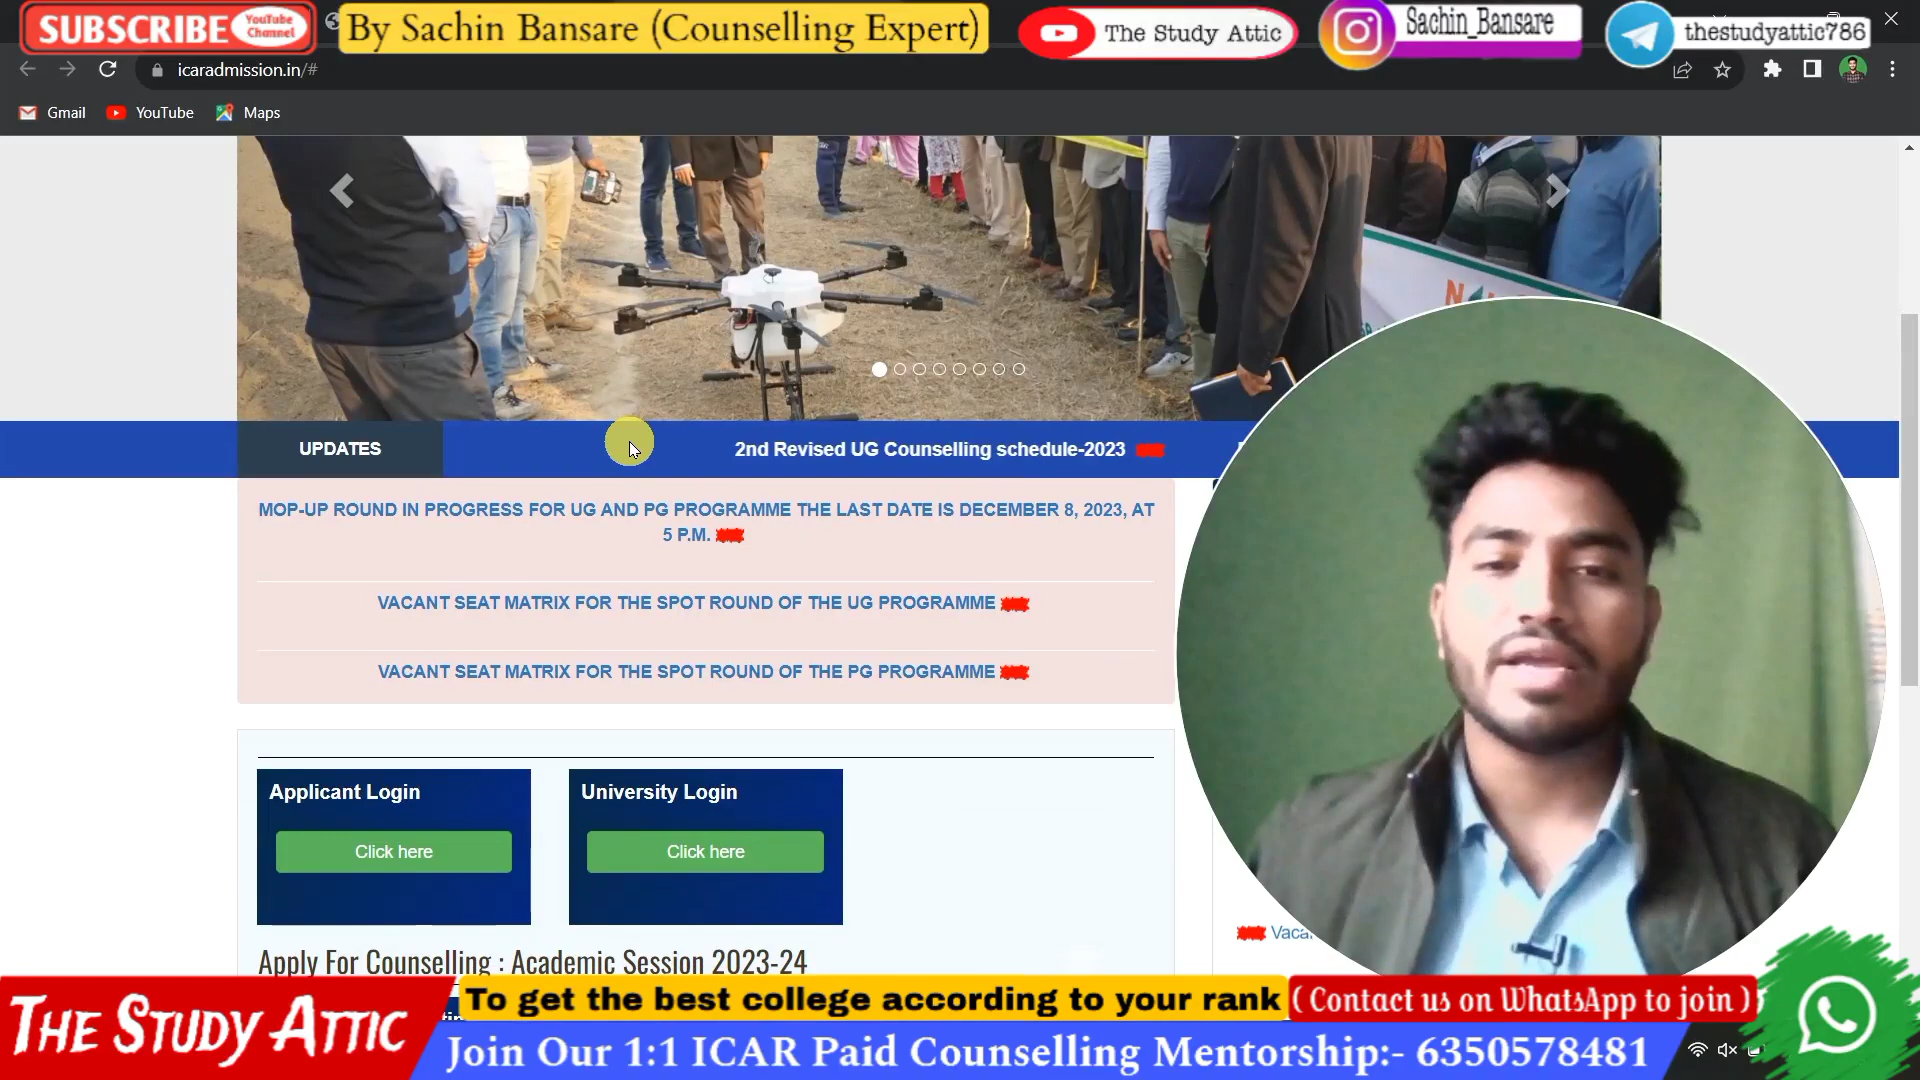 SUBSCRIBE YouTube Channel
By Sachin Bansare (Counselling Expert)
The Study Attic
Sachin_Bansare
thestudyattic786
icaradmission.in/#
Gmail
YouTube
Maps
UPDATES
2nd Revised UG Counselling schedule-2023
MOP-UP ROUND IN PROGRESS FOR UG AND PG PROGRAMME THE LAST DATE IS DECEMBER 8, 2023, AT
5 P.M.
VACANT SEAT MATRIX FOR THE SPOT ROUND OF THE UG PROGRAMME
VACANT SEAT MATRIX FOR THE SPOT ROUND OF THE PG PROGRAMME
Applicant Login
University Login
Click here
Click here
Apply For Counselling : Academic Session 2023-24
THE STUDY ATTIC
To get the best college according to your rank
( Contact us on WhatsApp to join )
Join Our 1:1 ICAR Paid Counselling Mentorship:- 6350578481